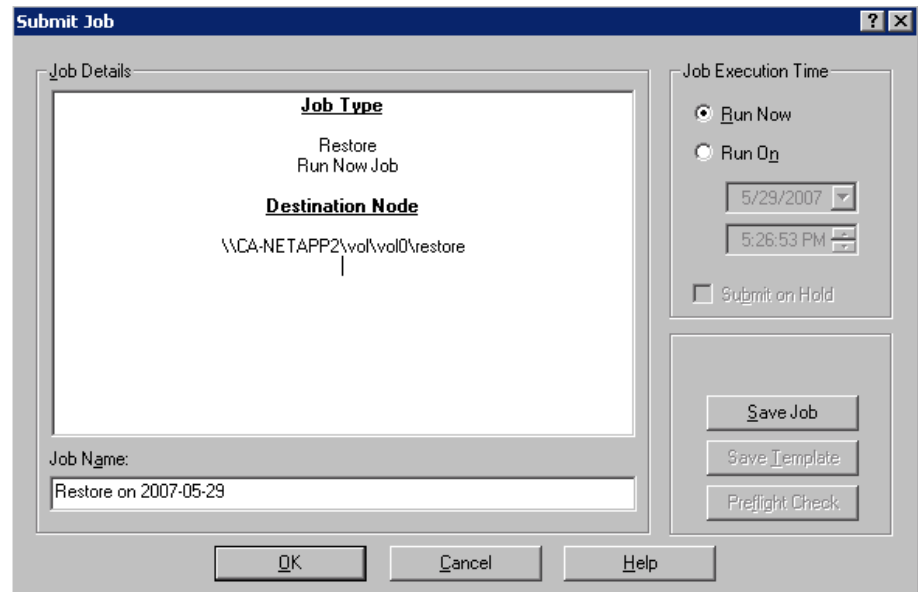 Submit Job
Job Details
Job Type
Restore
Run Now Job
Destination Node
\\CA-NETAPP2\vol\vol0\restore
Job Name:
Restore on 2007-05-29
Job Execution Time
Run Now
Run On
5/29/2007
5:26:53 PM
Submit on Hold
Save Job
Save Template
Preflight Check
OK
Cancel
Help